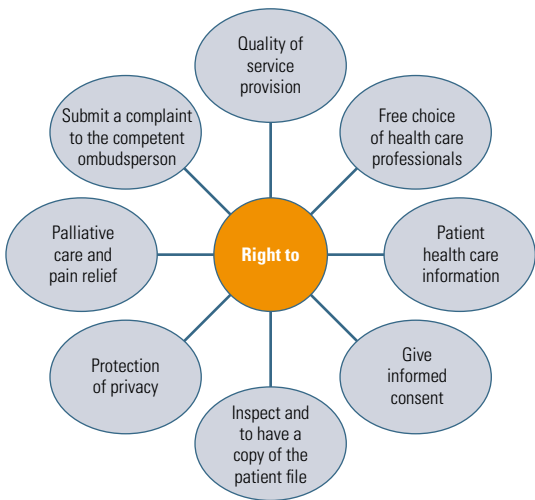 Quality of
service
provision
Free choice
of health care
professionals
Patient
health care
information
Give
informed
consent
Inspect and
to have a
copy of the
patient file
Protection
of privacy
Palliative
care and
pain relief
Submit a complaint
to the competent
ombudsperson
Right to